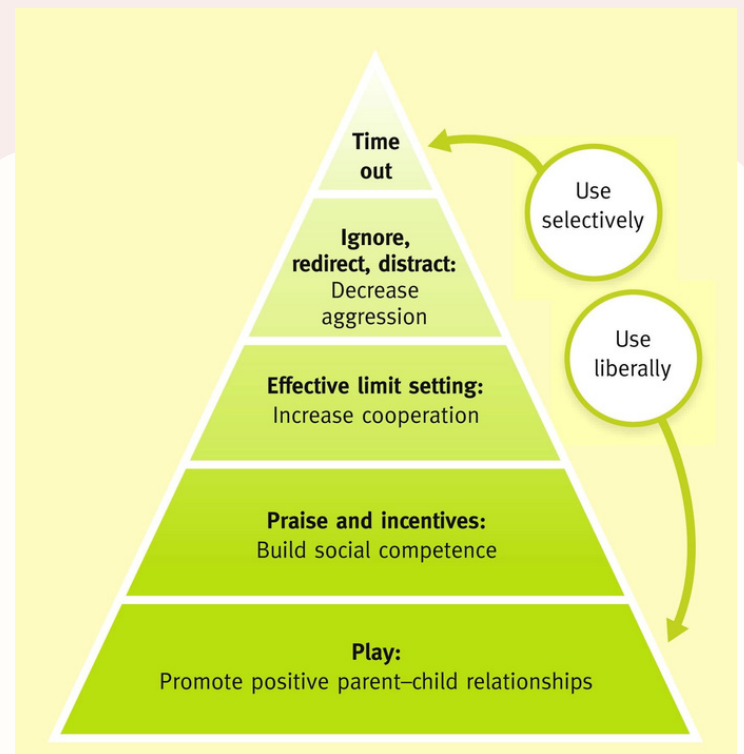 Time
out
Use
selectively
Ignore,
redirect, distract:
Decrease
aggression
Use
liberally
Effective limit setting:
Increase cooperation
Praise and incentives:
Build social competence
Play:
Promote positive parent–child relationships